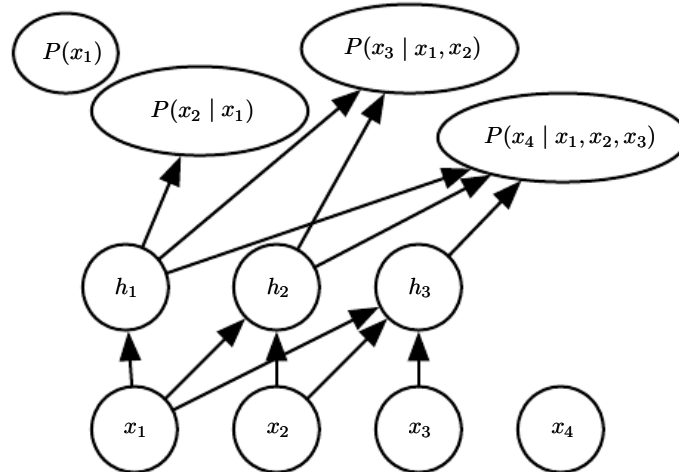 P(x₁)
P(x₃ | x₁, x₂)
P(x₂ | x₁)
P(x₄ | x₁, x₂, x₃)
h₁
h₂
h₃
x₁
x₂
x₃
x₄